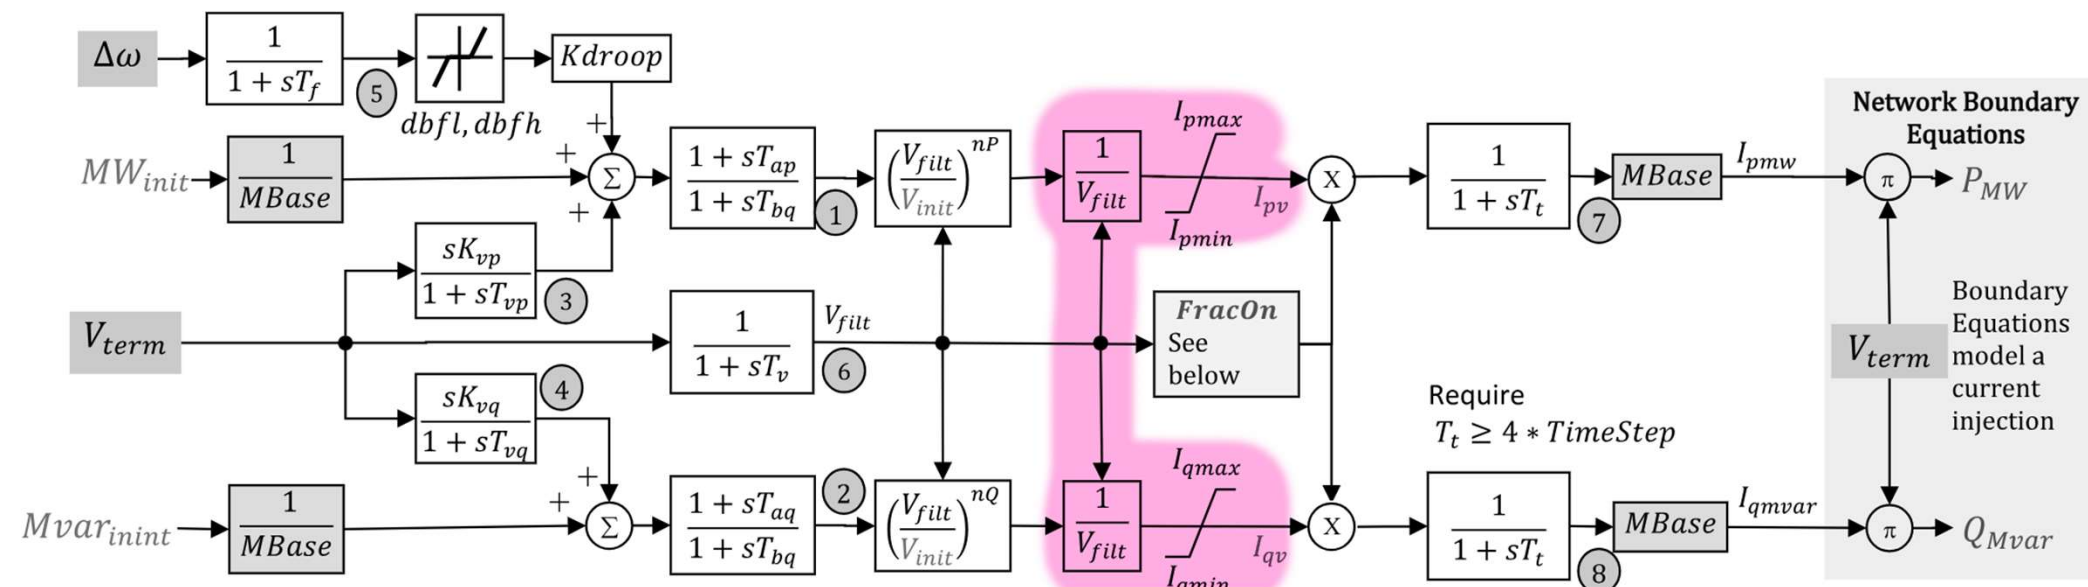 Δω
1
1 + sT_f
5
dbfl, dbfh
Kdroop
+
MW_init
1
MBase
+
Σ
+
1 + sT_ap
1 + sT_bq
1
(V_filt / V_init)^nP
1
V_filt
I_pmax
I_pmin
I_pv
X
1
1 + sT_t
7
MBase
I_pmw
π
P_MW
Network Boundary
Equations
sK_vp
1 + sT_vp
3
V_term
1
1 + sT_v
V_filt
6
FracOn
See
below
V_term
Boundary
Equations
model a
current
injection
sK_vq
1 + sT_vq
4
Require
T_t ≥ 4 * TimeStep
Mvar_inint
1
MBase
+
+
Σ
1 + sT_aq
1 + sT_bq
2
(V_filt / V_init)^nQ
1
V_filt
I_qmax
I_qmin
I_qv
X
1
1 + sT_t
8
MBase
I_qmvar
π
Q_Mvar